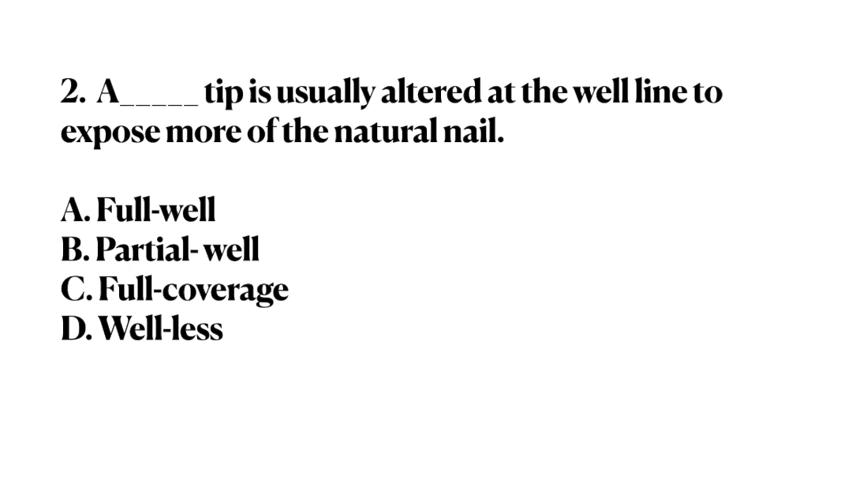 2. A_____ tip is usually altered at the well line to
expose more of the natural nail.
A. Full-well
B. Partial- well
C. Full-coverage
D. Well-less